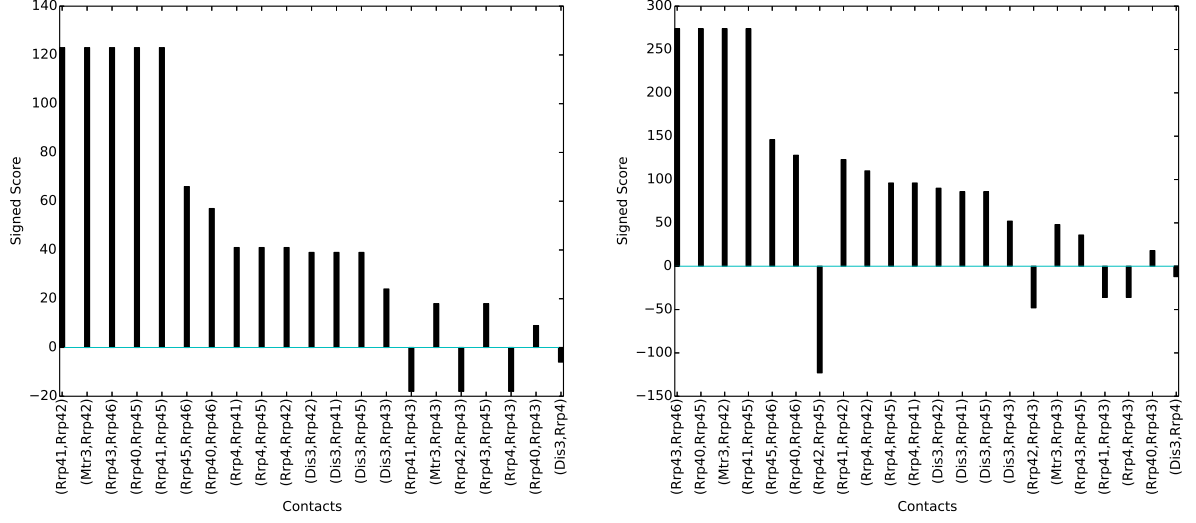 140
120
100
80
60
40
20
0
−20
Signed Score
(Rrp41,Rrp42)
(Mtr3,Rrp42)
(Rrp43,Rrp46)
(Rrp40,Rrp45)
(Rrp41,Rrp45)
(Rrp45,Rrp46)
(Rrp40,Rrp46)
(Rrp4,Rrp41)
(Rrp4,Rrp45)
(Rrp4,Rrp42)
(Dis3,Rrp42)
(Dis3,Rrp41)
(Dis3,Rrp45)
(Dis3,Rrp43)
(Rrp41,Rrp43)
(Mtr3,Rrp43)
(Rrp42,Rrp43)
(Rrp43,Rrp45)
(Rrp4,Rrp43)
(Rrp40,Rrp43)
(Dis3,Rrp4)
Contacts
300
250
200
150
100
50
0
−50
−100
−150
Signed Score
(Rrp43,Rrp46)
(Rrp40,Rrp45)
(Mtr3,Rrp42)
(Rrp41,Rrp45)
(Rrp45,Rrp46)
(Rrp40,Rrp46)
(Rrp42,Rrp45)
(Rrp41,Rrp42)
(Rrp4,Rrp42)
(Rrp4,Rrp45)
(Rrp4,Rrp41)
(Dis3,Rrp42)
(Dis3,Rrp41)
(Dis3,Rrp45)
(Dis3,Rrp43)
(Rrp42,Rrp43)
(Mtr3,Rrp43)
(Rrp43,Rrp45)
(Rrp41,Rrp43)
(Rrp4,Rrp43)
(Rrp40,Rrp43)
(Dis3,Rrp4)
Contacts